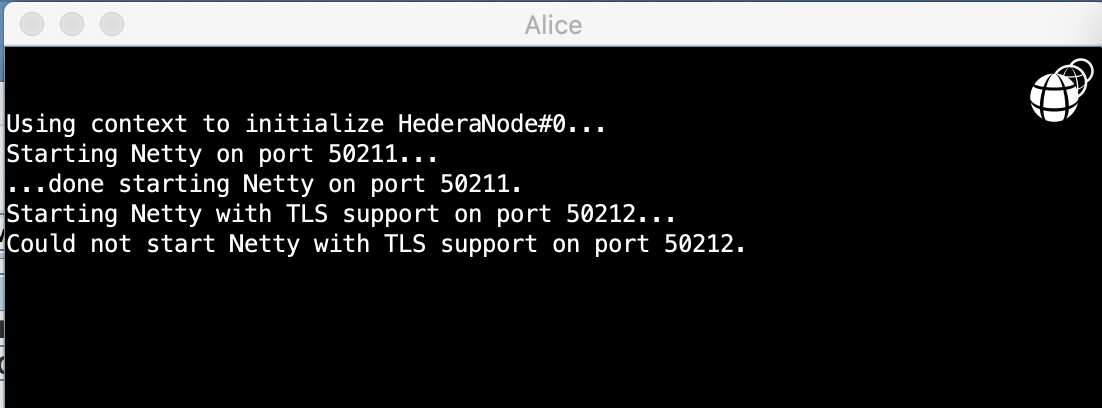 Alice
Using context to initialize HederaNode#0...
Starting Netty on port 50211...
...done starting Netty on port 50211.
Starting Netty with TLS support on port 50212...
Could not start Netty with TLS support on port 50212.